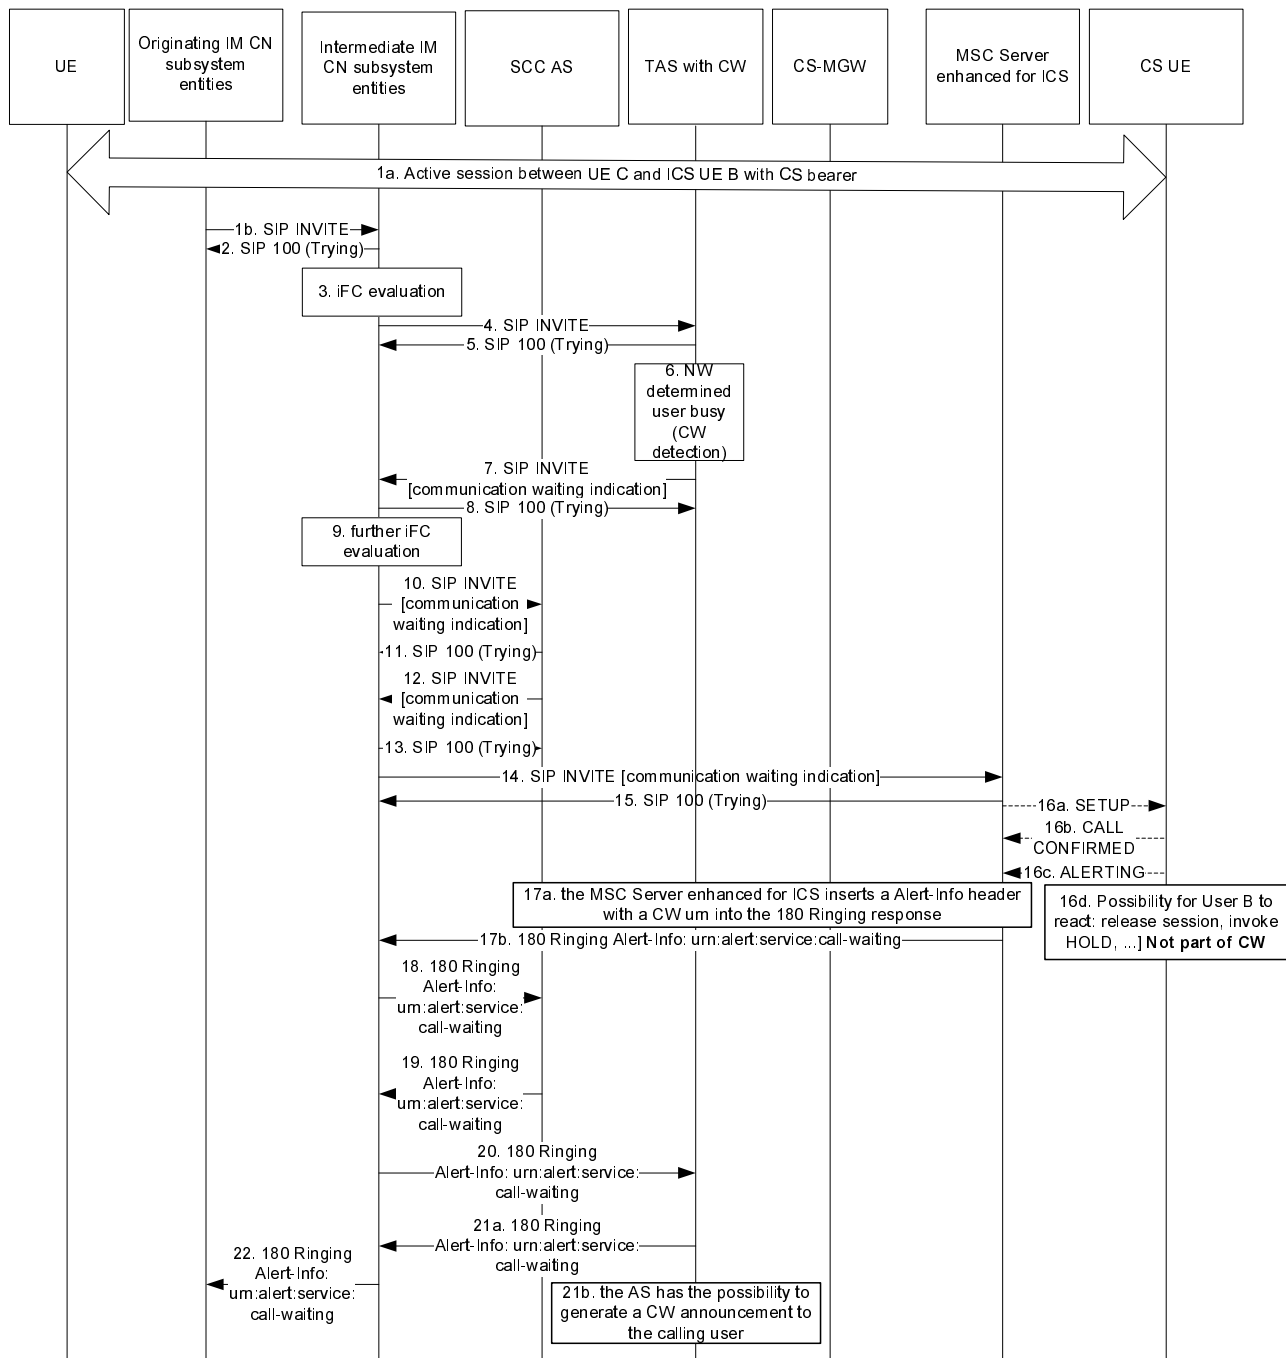 UE
Originating IM CN
subsystem
entities
Intermediate IM
CN subsystem
entities
SCC AS
TAS with CW
CS-MGW
MSC Server
enhanced for ICS
CS UE
1a. Active session between UE C and ICS UE B with CS bearer
1b. SIP INVITE
2. SIP 100 (Trying)
3. iFC evaluation
4. SIP INVITE
5. SIP 100 (Trying)
6. NW
determined
user busy
(CW
detection)
7. SIP INVITE
[communication waiting indication]
8. SIP 100 (Trying)
9. further iFC
evaluation
10. SIP INVITE
[communication
waiting indication]
11. SIP 100 (Trying)
12. SIP INVITE
[communication
waiting indication]
13. SIP 100 (Trying)
14. SIP INVITE [communication waiting indication]
15. SIP 100 (Trying)
16a. SETUP
16b. CALL
CONFIRMED
16c. ALERTING
17a. the MSC Server enhanced for ICS inserts a Alert-Info header
with a CW urn into the 180 Ringing response
16d. Possibility for User B to
react: release session, invoke
HOLD, ...] Not part of CW
17b. 180 Ringing Alert-Info: urn:alert:service:call-waiting
18. 180 Ringing
Alert-Info:
urn:alert:service:
call-waiting
19. 180 Ringing
Alert-Info:
urn:alert:service:
call-waiting
20. 180 Ringing
Alert-Info: urn:alert:service:
call-waiting
21a. 180 Ringing
Alert-Info: urn:alert:service:
call-waiting
22. 180 Ringing
Alert-Info:
urn:alert:service:
call-waiting
21b. the AS has the possibility to
generate a CW announcement to
the calling user